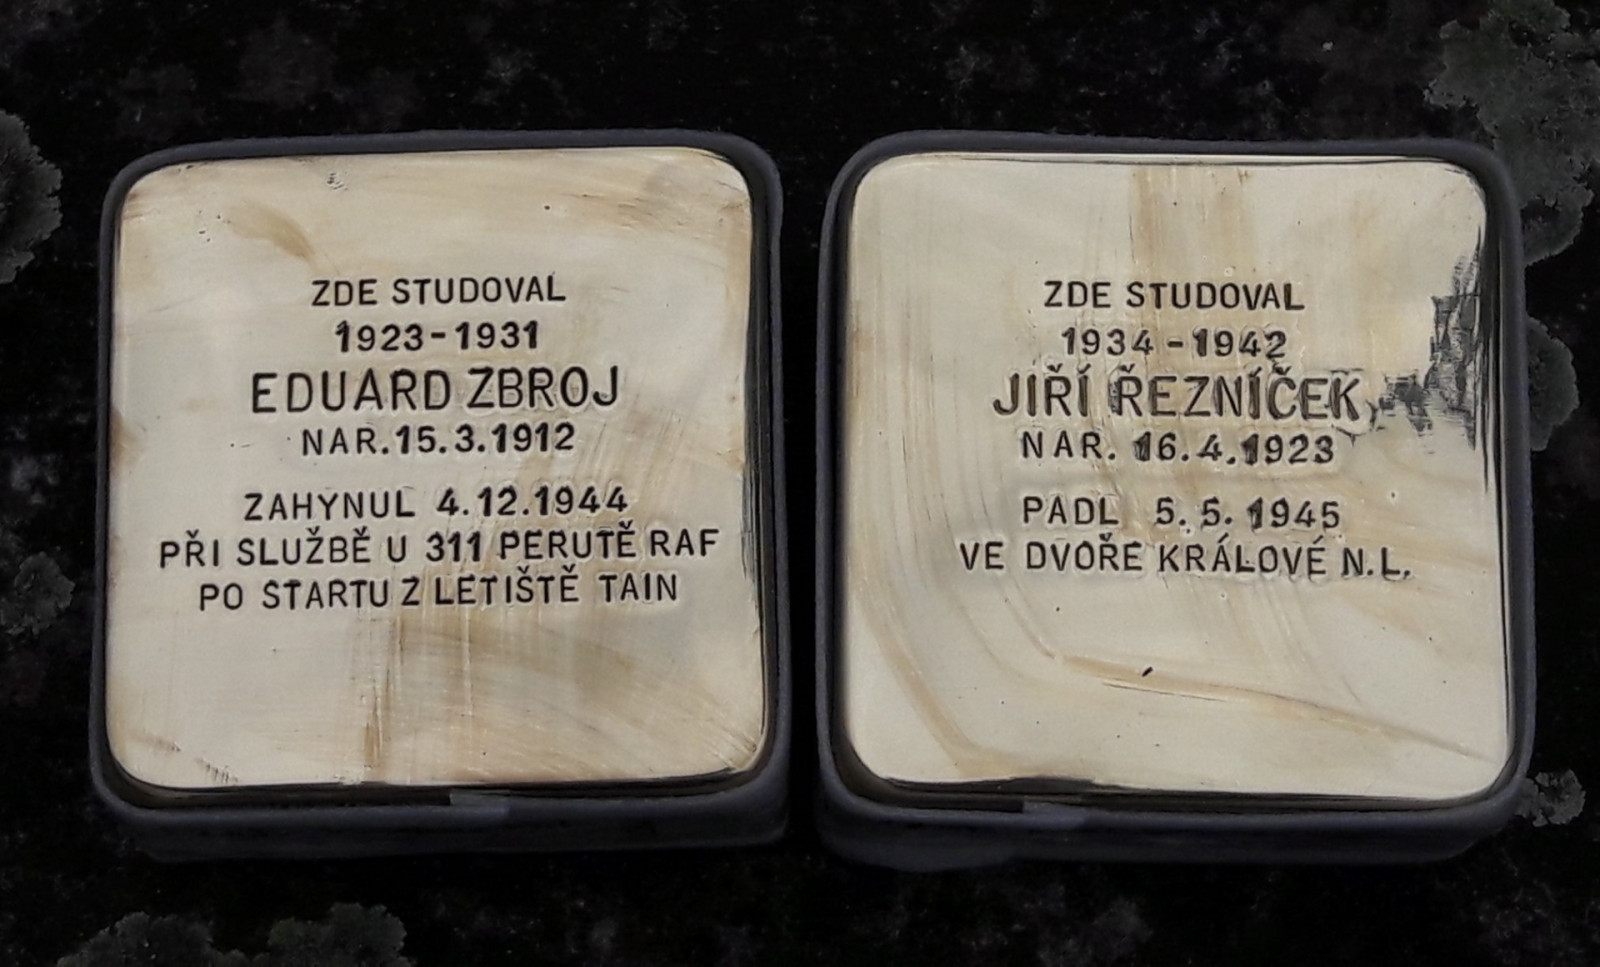 ZDE STUDOVAL
1923-1931
EDUARD ZBROJ
NAR.15.3.1912
ZAHYNUL 4.12.1944
PŘI SLUŽBĚ U 311 PERUTĚ RAF
PO STARTU Z LETIŠTĚ TAIN
ZDE STUDOVAL
1934-1942
JIŘÍ ŘEZNÍČEK
NAR. 16.4.1923
PADL 5.5.1945
VE DVOŘE KRÁLOVÉ N.L.